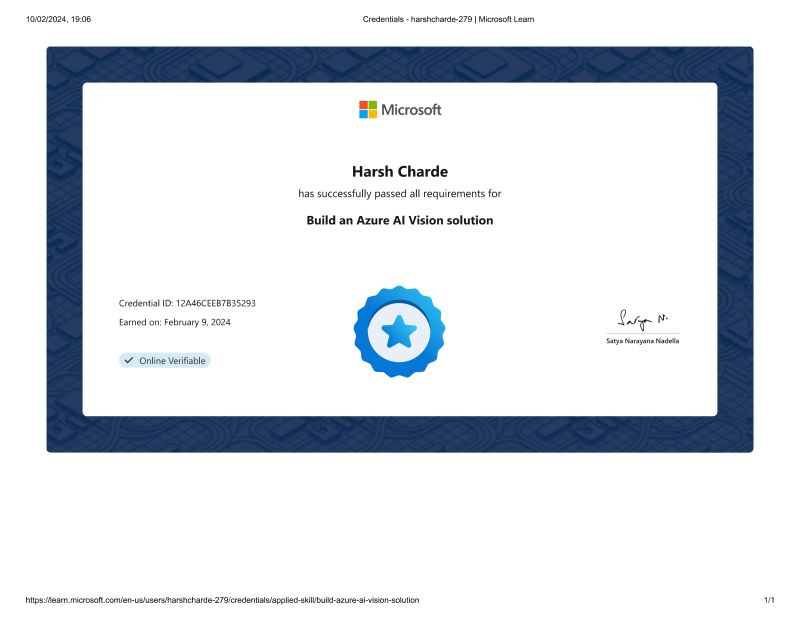 10/02/2024, 19:06
Credentials - harshcharde-279 | Microsoft Learn
Microsoft
Harsh Charde
has successfully passed all requirements for
Build an Azure AI Vision solution
Credential ID: 12A46CEEB7B35293
Earned on: February 9, 2024
Online Verifiable
Satya N.
Satya Narayana Nadella
https://learn.microsoft.com/en-us/users/harshcharde-279/credentials/applied-skill/build-azure-ai-vision-solution
1/1